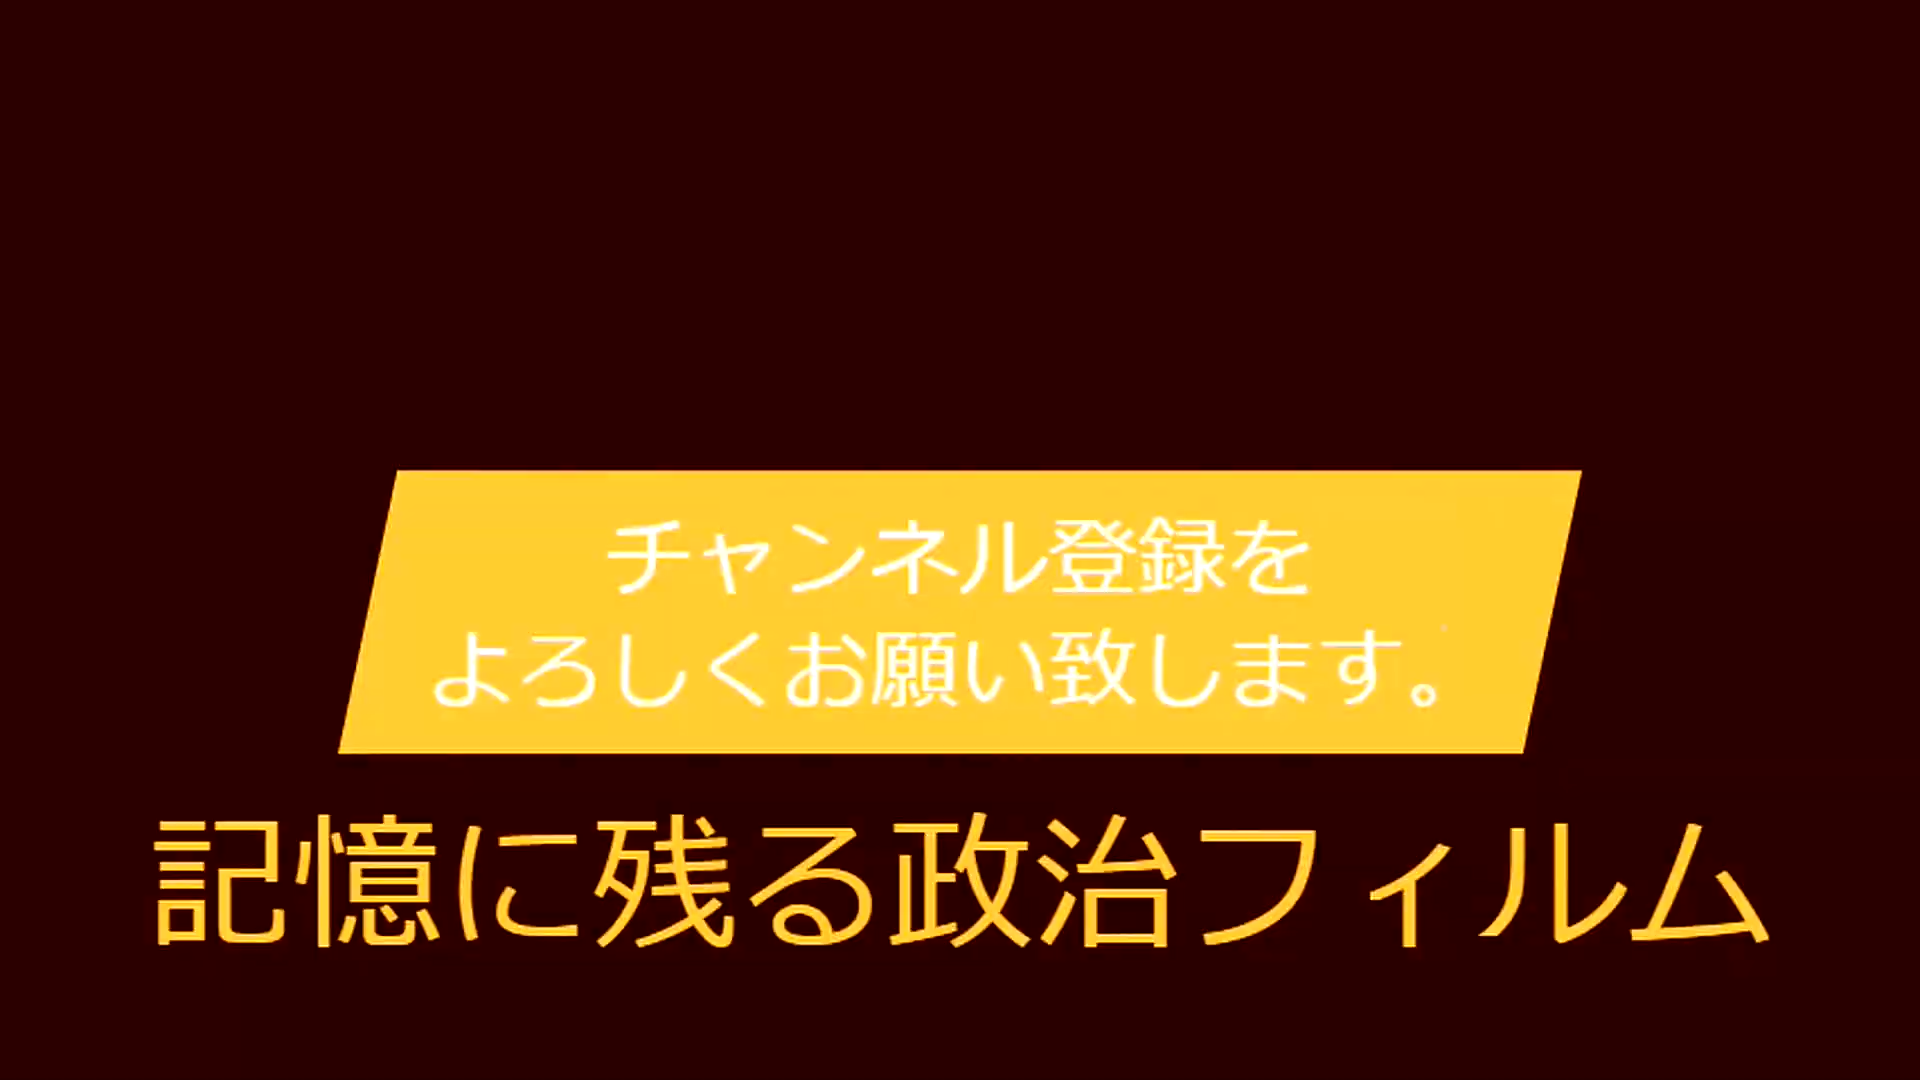 チャンネル登録を
よろしくお願い致します。
記憶に残る政治フィルム